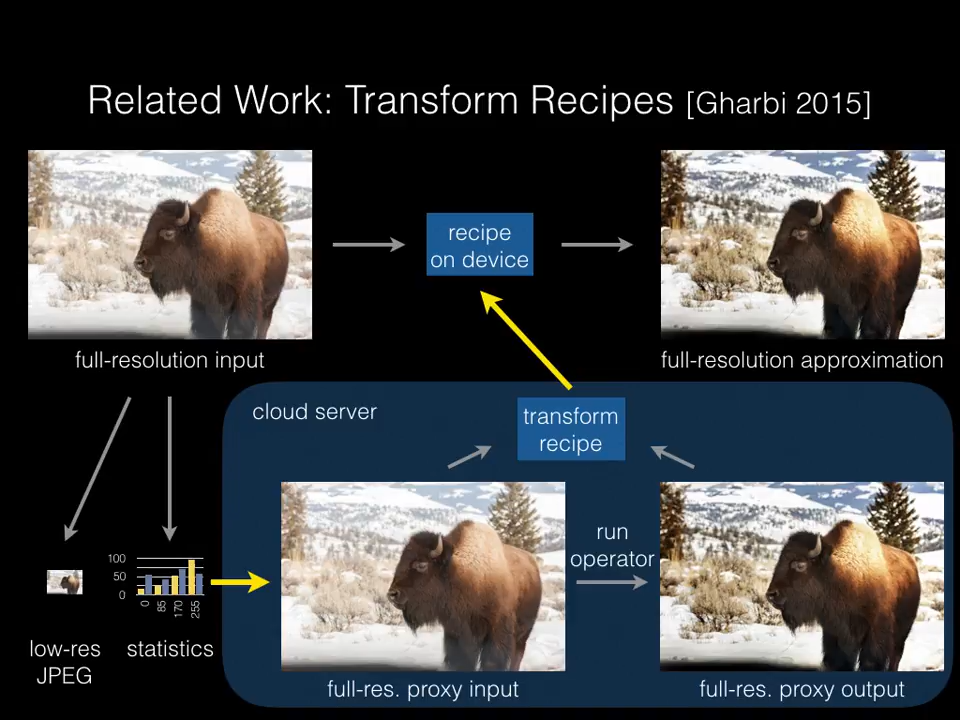 Related Work: Transform Recipes [Gharbi 2015]
recipe
on device
full-resolution input
full-resolution approximation
cloud server
transform
recipe
run
operator
100
50
0
0
85
170
255
low-res
JPEG
statistics
full-res. proxy input
full-res. proxy output